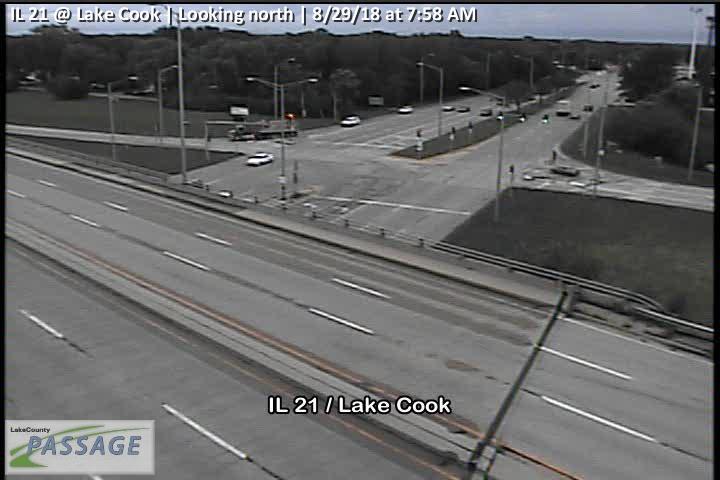 IL 21 @ Lake Cook | Looking north | 8/29/18 at 7:58 AM
IL 21 / Lake Cook
LakeCounty
PASSAGE